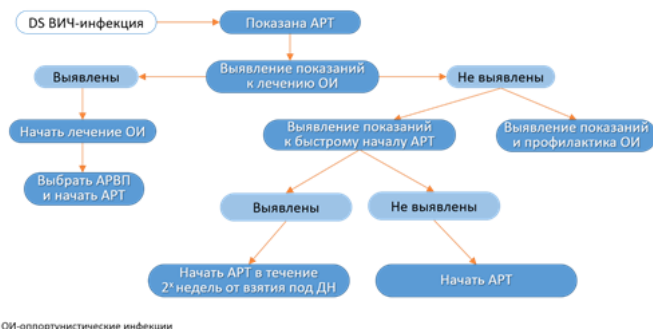 DS ВИЧ-инфекция
Показана АРТ
Выявление показаний
к лечению ОИ
Выявлены
Не выявлены
Начать лечение ОИ
Выявление показаний
к быстрому началу АРТ
Выявление показаний
и профилактика ОИ
Выбрать АРВП
и начать АРТ
Выявлены
Не выявлены
Начать АРТ в течение
2ˣ недель от взятия под ДН
Начать АРТ
ОИ-оппортунистические инфекции